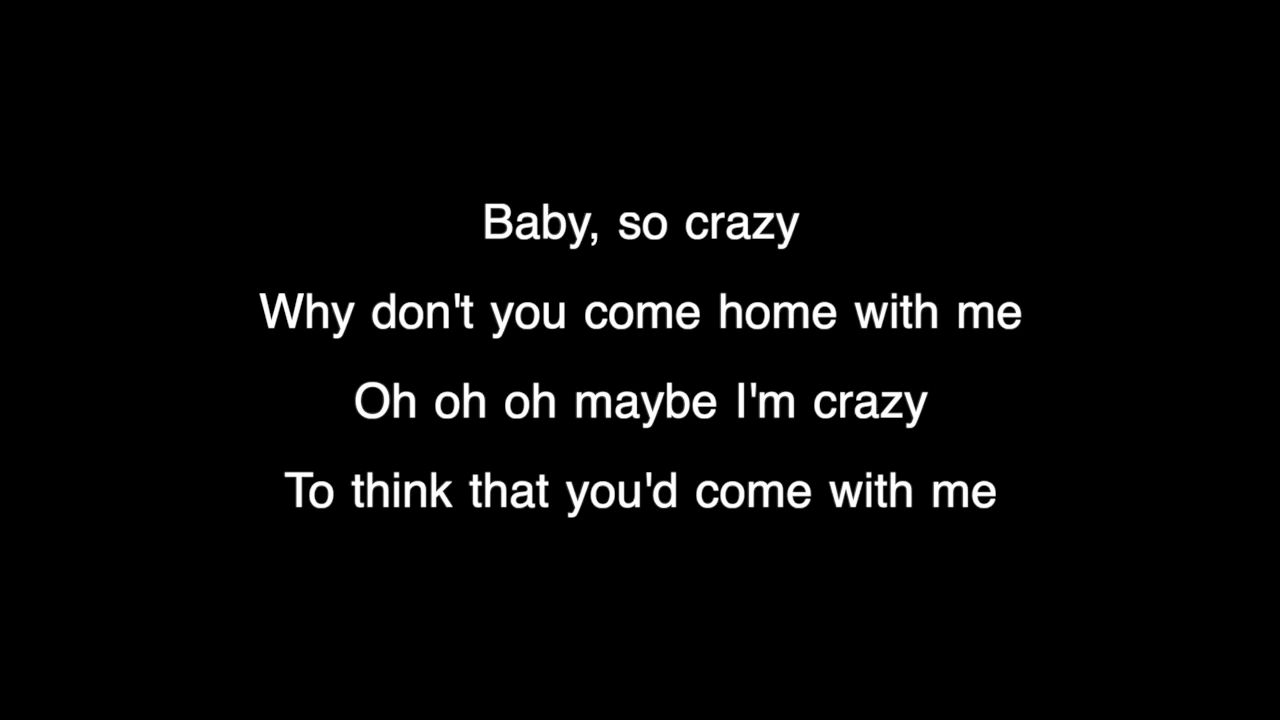 Baby, so crazy
Why don't you come home with me
Oh oh oh maybe I'm crazy
To think that you'd come with me